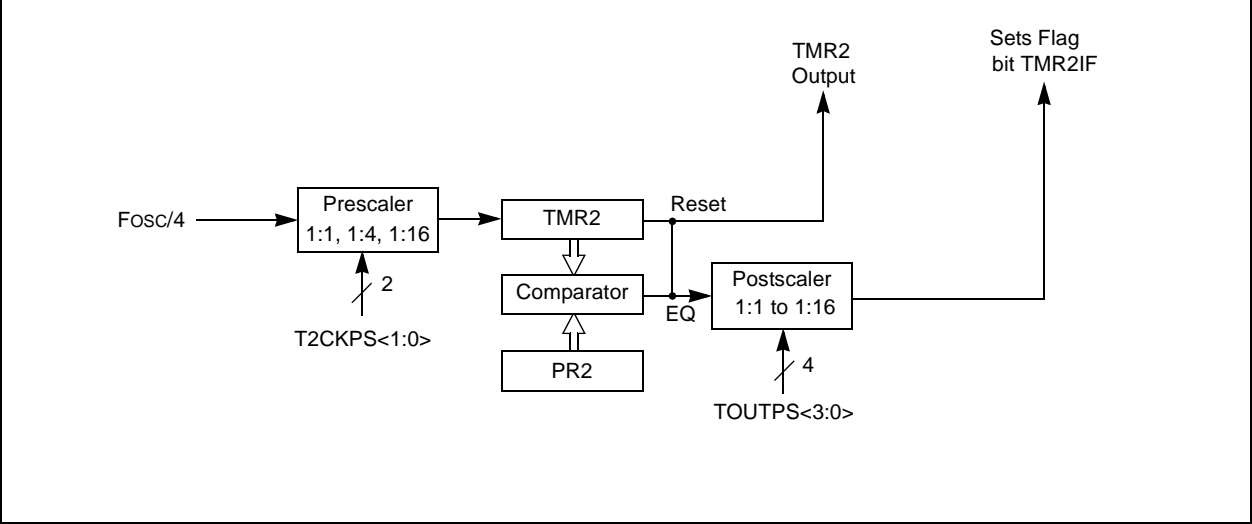 TMR2
Output
Sets Flag
bit TMR2IF
FOSC/4
Prescaler
1:1, 1:4, 1:16
2
T2CKPS<1:0>
TMR2
Reset
Comparator
EQ
PR2
Postscaler
1:1 to 1:16
4
TOUTPS<3:0>